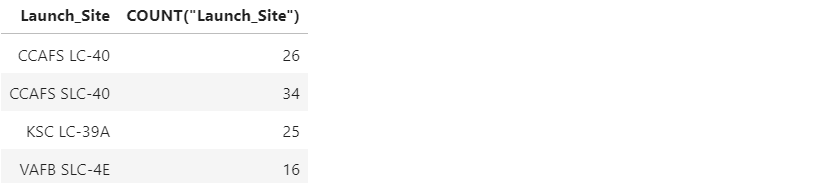 Launch_Site COUNT("Launch_Site")
CCAFS LC-40 26
CCAFS SLC-40 34
KSC LC-39A 25
VAFB SLC-4E 16